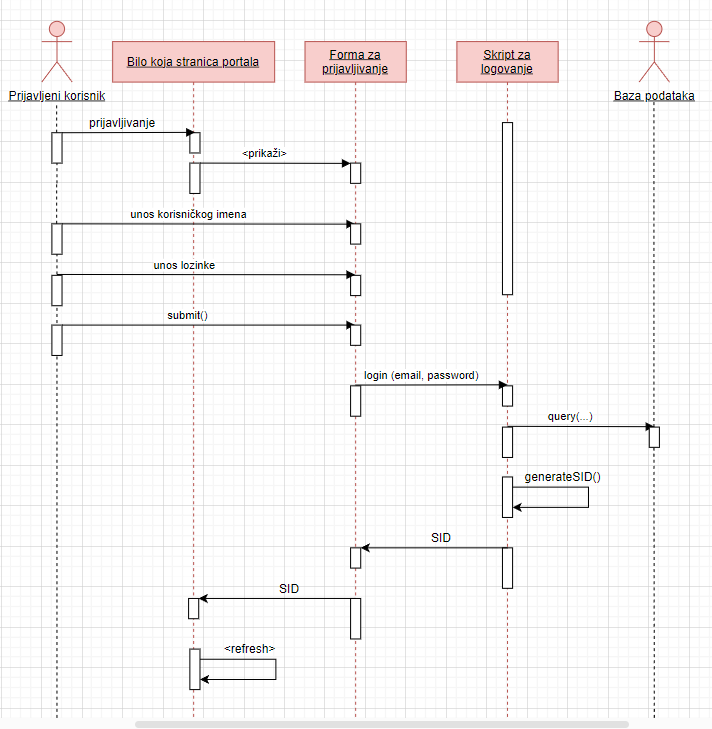 Bilo koja stranica portala
Forma za
prijavljivanje
Skript za
logovanje
Prijavljeni korisnik
Baza podataka
prijavljivanje
<prikaži>
unos korisničkog imena
unos lozinke
submit()
login (email, password)
query(...)
generateSID()
SID
SID
<refresh>